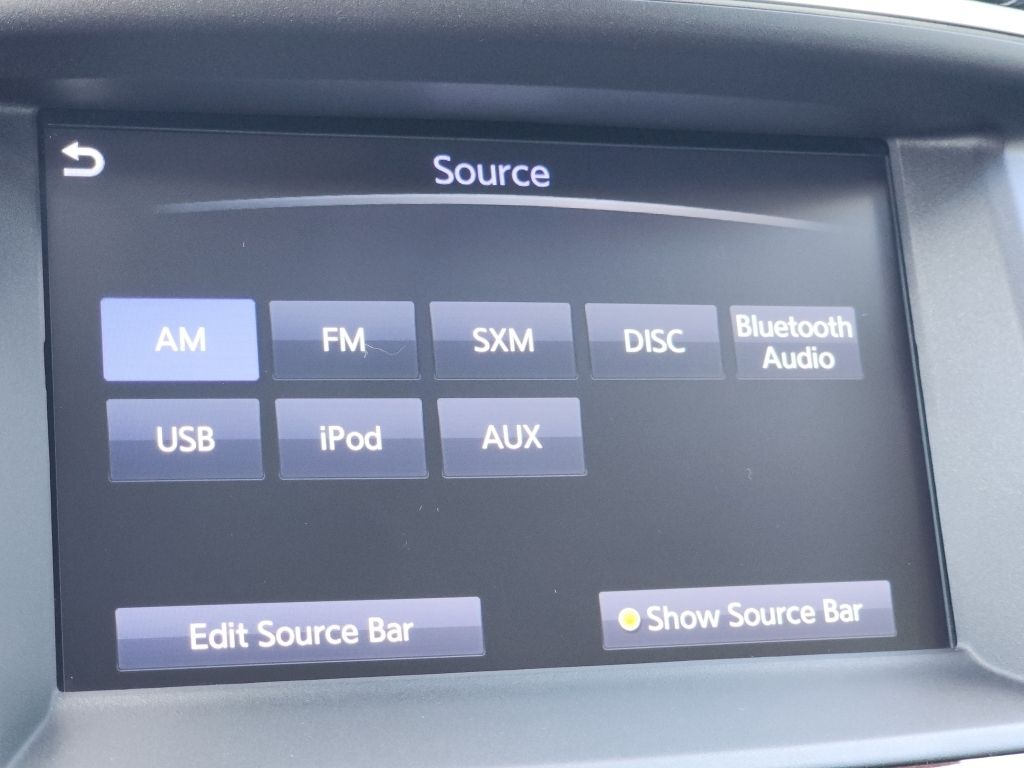 Source
AM
FM
SXM
DISC
Bluetooth
Audio
USB
iPod
AUX
Edit Source Bar
Show Source Bar